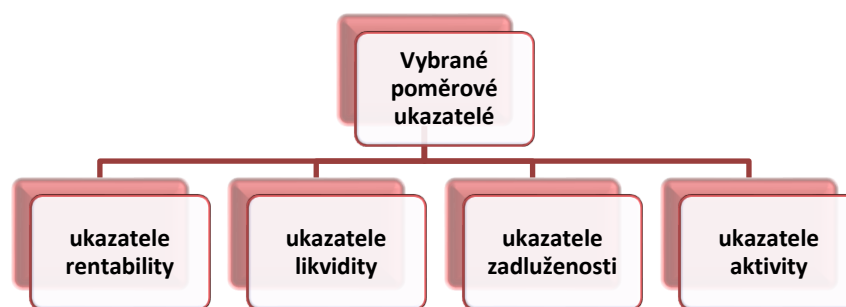 Vybrané
poměrové
ukazatelé
ukazatele
rentability
ukazatele
likvidity
ukazatele
zadluženosti
ukazatele
aktivity